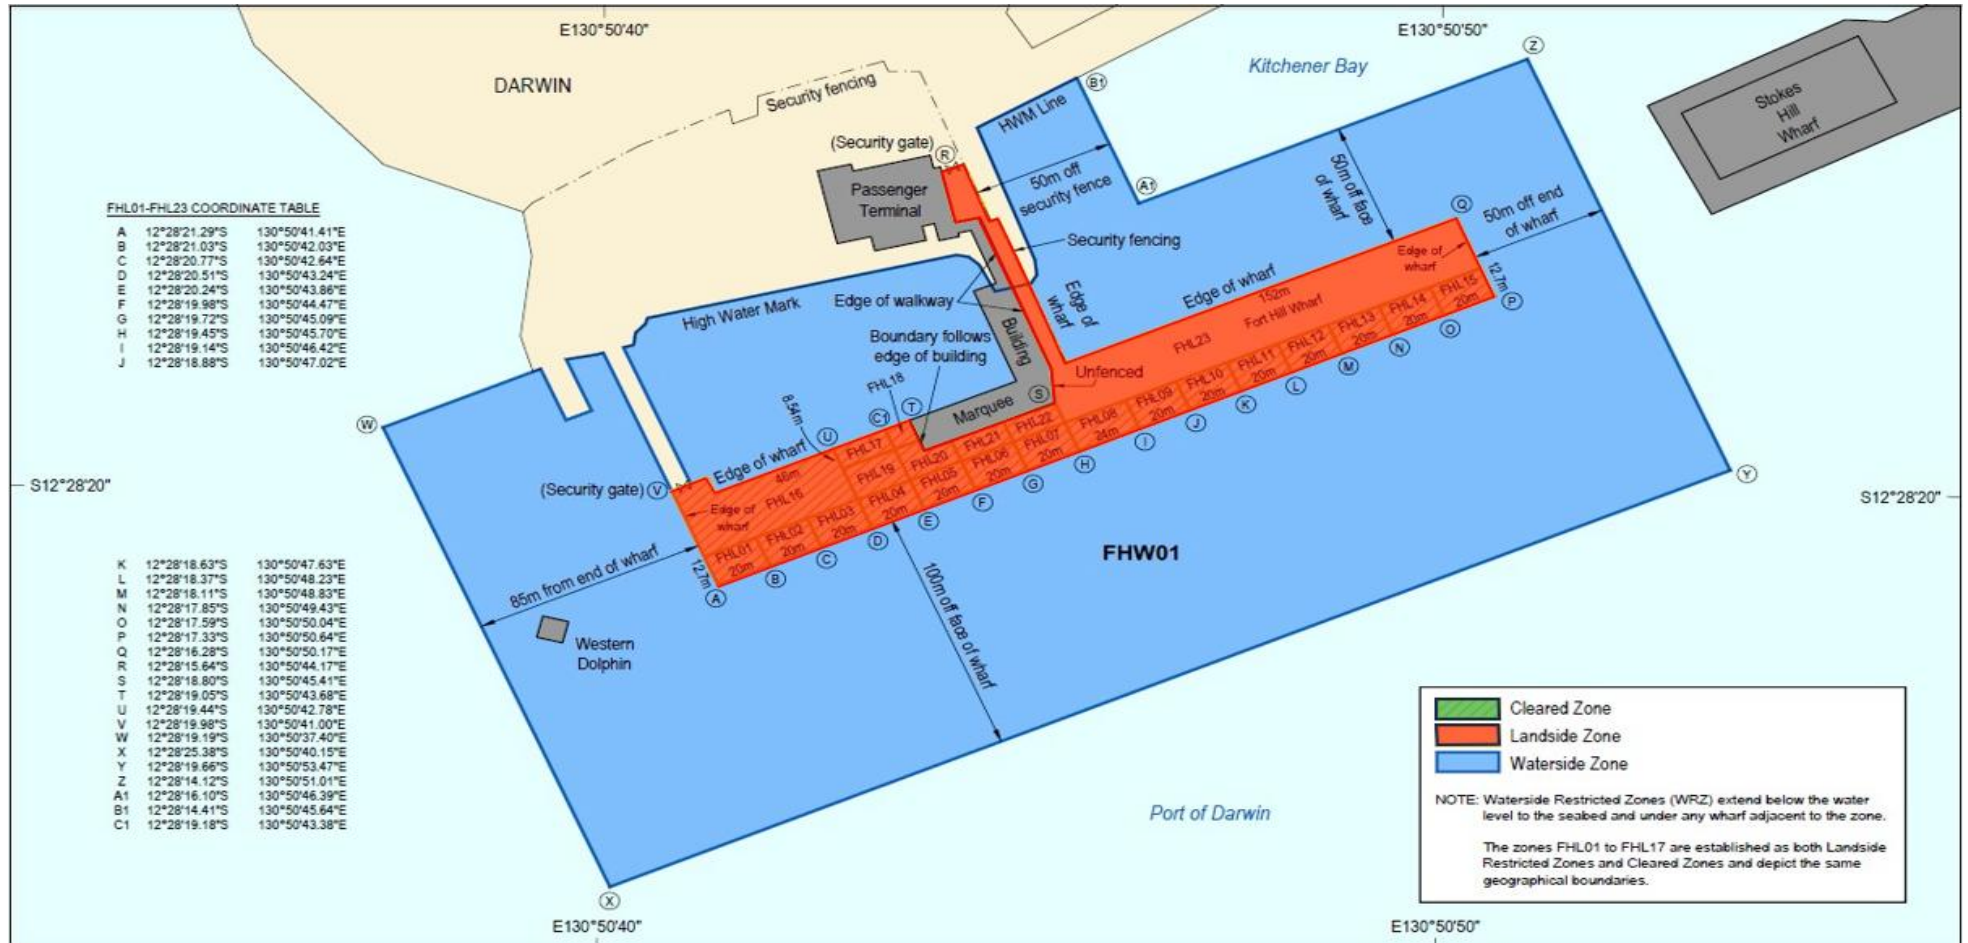 E130°50'40"
E130°50'50"
Z
DARWIN
Kitchener Bay
Security fencing
B1
HWM Line
Stokes
Hill
Wharf
(Security gate)
R
50m off
security fence
A1
50m off face
of wharf
Passenger
Terminal
Q
50m off end
of wharf
FHL01-FHL23 COORDINATE TABLE
A 12°28'21.29"S 130°50'41.41"E
B 12°28'21.03"S 130°50'42.03"E
C 12°28'20.77"S 130°50'42.64"E
D 12°28'20.51"S 130°50'43.24"E
E 12°28'20.24"S 130°50'43.86"E
F 12°28'19.98"S 130°50'44.47"E
G 12°28'19.72"S 130°50'45.09"E
H 12°28'19.45"S 130°50'45.70"E
I 12°28'19.14"S 130°50'46.42"E
J 12°28'18.88"S 130°50'47.02"E
Security fencing
Edge of
wharf
Edge of wharf
152m
Fort Hill Wharf
FHL23
Edge of
wharf
12.7m
P
High Water Mark
Edge of walkway
Building
Boundary follows
edge of building
Unfenced
FHL18
8.54m
C1
T
S
Marquee
W
U
Edge of wharf
46m
FHL16
FHL17
FHL19
FHL20
FHL21
FHL22
(Security gate)
V
Edge of
wharf
FHL01
20m
FHL02
20m
FHL03
20m
FHL04
20m
FHL05
20m
FHL06
20m
FHL07
20m
FHL08
24m
FHL09
20m
FHL10
20m
FHL11
20m
FHL12
20m
FHL13
20m
FHL14
20m
FHL15
20m
12.7m
A
B
C
D
E
F
G
H
I
J
K
L
M
N
O
Y
S12°28'20"
S12°28'20"
FHW01
85m from end of wharf
100m off face of wharf
Western
Dolphin
K 12°28'18.63"S 130°50'47.63"E
L 12°28'18.37"S 130°50'48.23"E
M 12°28'18.11"S 130°50'48.83"E
N 12°28'17.85"S 130°50'49.43"E
O 12°28'17.59"S 130°50'50.04"E
P 12°28'17.33"S 130°50'50.64"E
Q 12°28'16.28"S 130°50'50.17"E
R 12°28'15.64"S 130°50'44.17"E
S 12°28'18.80"S 130°50'45.41"E
T 12°28'19.05"S 130°50'43.68"E
U 12°28'19.44"S 130°50'42.78"E
V 12°28'19.98"S 130°50'41.00"E
W 12°28'19.19"S 130°50'37.40"E
X 12°28'25.38"S 130°50'40.15"E
Y 12°28'19.66"S 130°50'53.47"E
Z 12°28'14.12"S 130°50'51.01"E
A1 12°28'16.10"S 130°50'46.39"E
B1 12°28'14.41"S 130°50'45.64"E
C1 12°28'19.18"S 130°50'43.38"E
Port of Darwin
Cleared Zone
Landside Zone
Waterside Zone
NOTE: Waterside Restricted Zones (WRZ) extend below the water
level to the seabed and under any wharf adjacent to the zone.
The zones FHL01 to FHL17 are established as both Landside
Restricted Zones and Cleared Zones and depict the same
geographical boundaries.
X
E130°50'40"
E130°50'50"